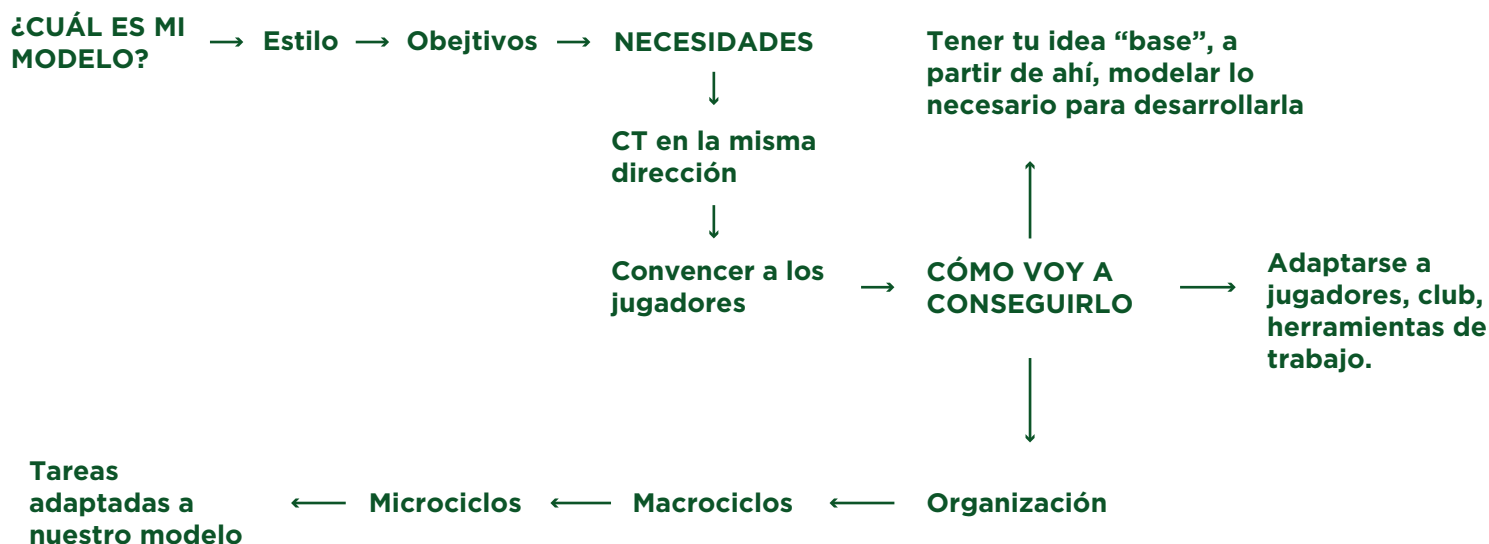 ¿CUÁL ES MI
MODELO?
Estilo
Obejtivos
NECESIDADES
Tener tu idea “base”, a
partir de ahí, modelar lo
necesario para desarrollarla
CT en la misma
dirección
Convencer a los
jugadores
CÓMO VOY A
CONSEGUIRLO
Adaptarse a
jugadores, club,
herramientas de
trabajo.
Organización
Macrociclos
Microciclos
Tareas
adaptadas a
nuestro modelo